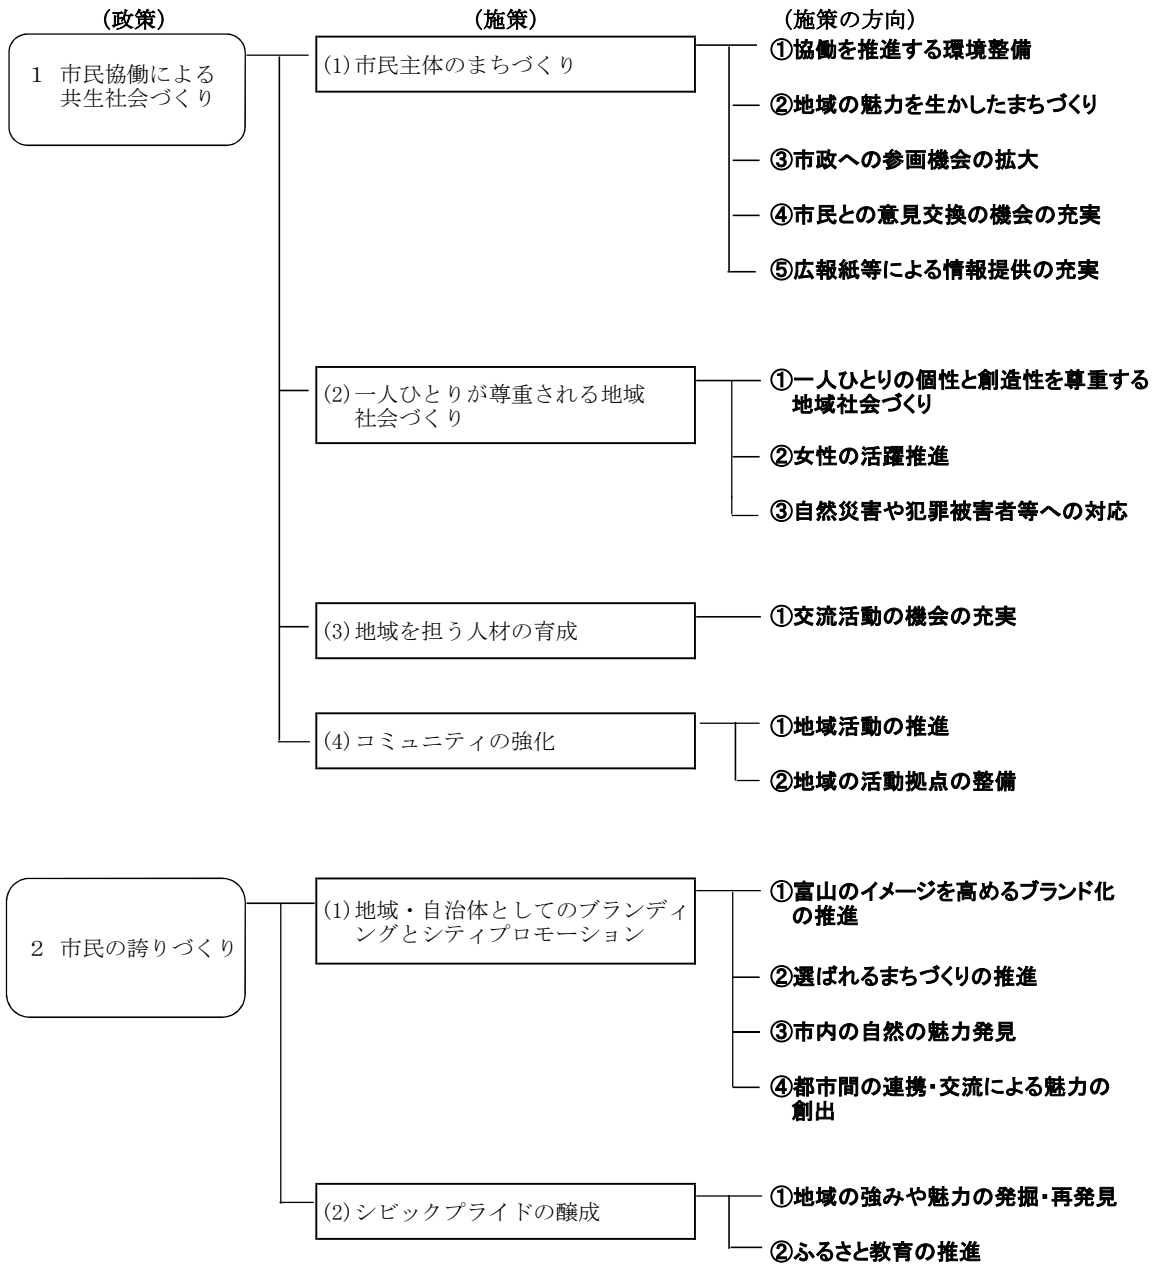 (政策)
(施策)
(施策の方向)
1 市民協働による
共生社会づくり
(1)市民主体のまちづくり
①協働を推進する環境整備
②地域の魅力を生かしたまちづくり
③市政への参画機会の拡大
④市民との意見交換の機会の充実
⑤広報紙等による情報提供の充実
(2)一人ひとりが尊重される地域
社会づくり
①一人ひとりの個性と創造性を尊重する
地域社会づくり
②女性の活躍推進
③自然災害や犯罪被害者等への対応
(3)地域を担う人材の育成
①交流活動の機会の充実
(4)コミュニティの強化
①地域活動の推進
②地域の活動拠点の整備
2 市民の誇りづくり
(1)地域・自治体としてのブランディ
ングとシティプロモーション
①富山のイメージを高めるブランド化
の推進
②選ばれるまちづくりの推進
③市内の自然の魅力発見
④都市間の連携・交流による魅力の
創出
(2)シビックプライドの醸成
①地域の強みや魅力の発掘・再発見
②ふるさと教育の推進